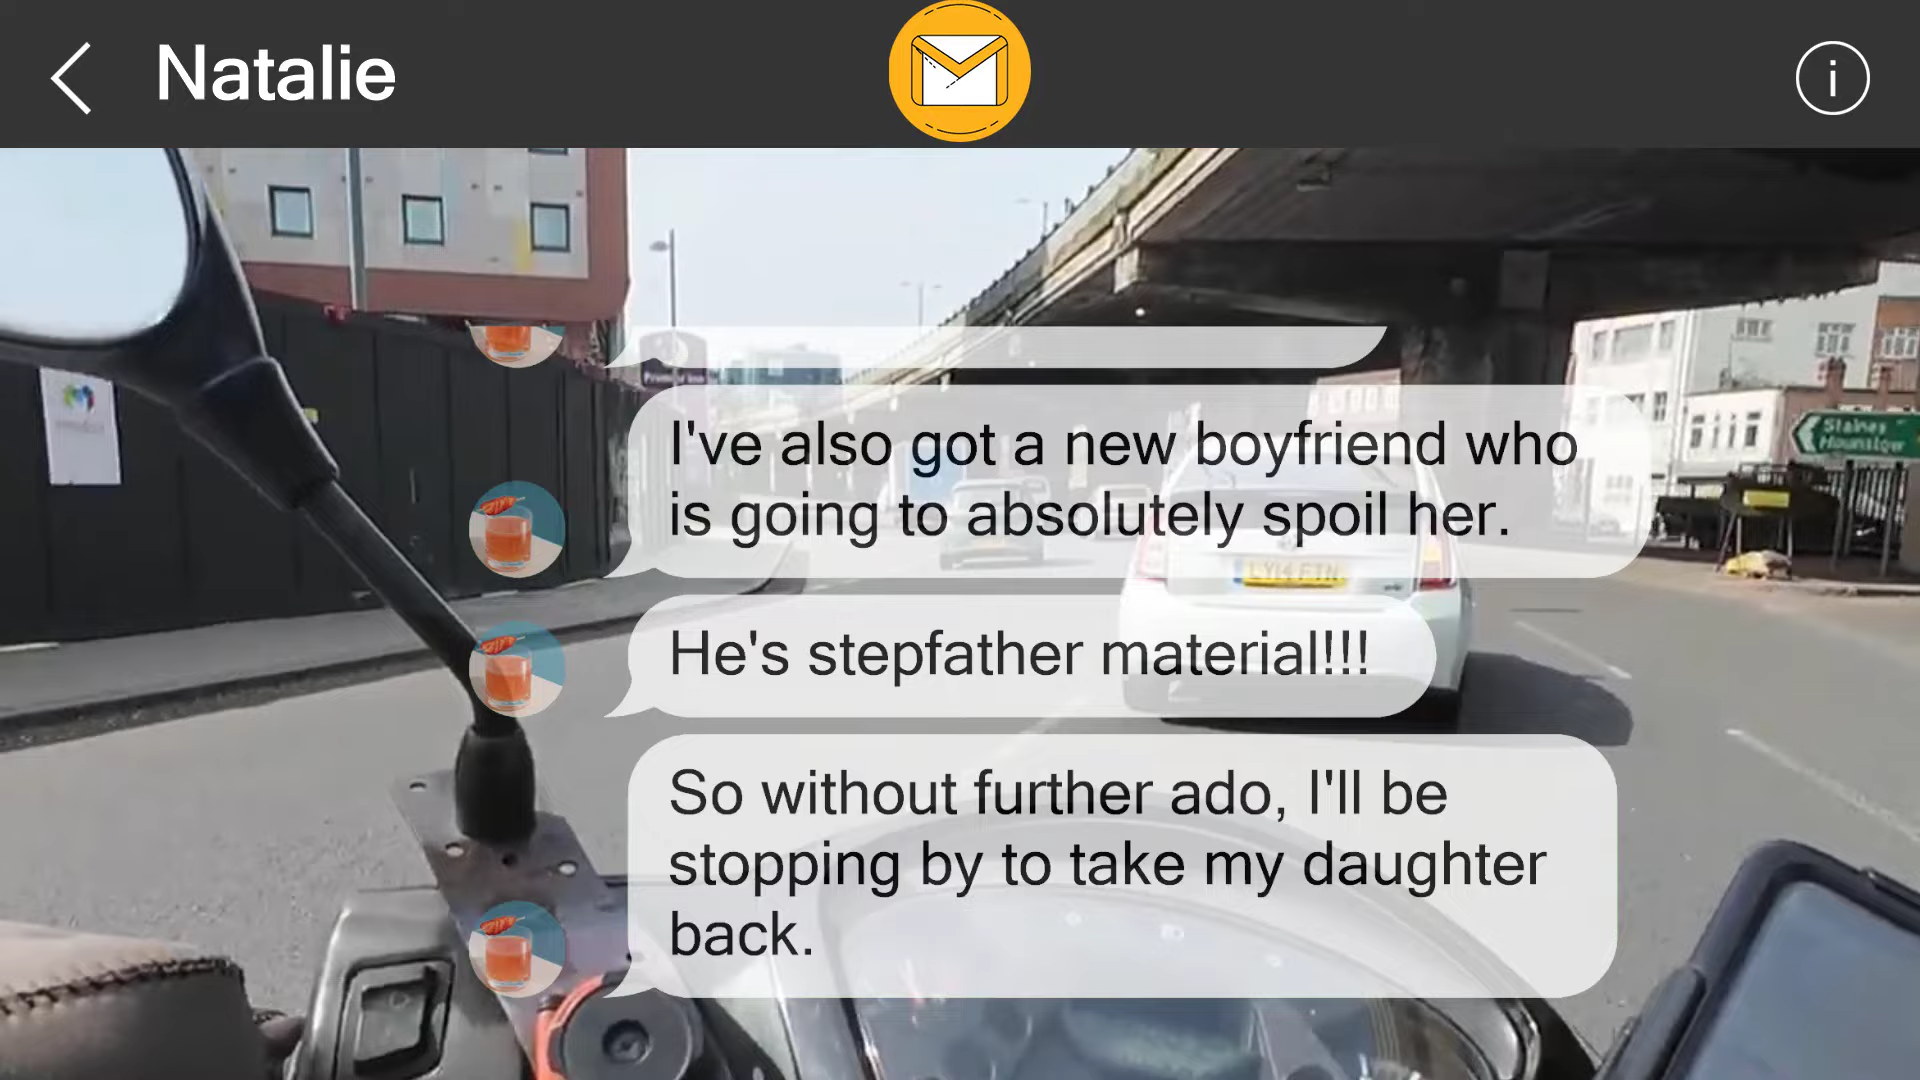 Natalie
I've also got a new boyfriend who
is going to absolutely spoil her.
He's stepfather material!!!
So without further ado, I'll be
stopping by to take my daughter
back.
Staines
Hounslow